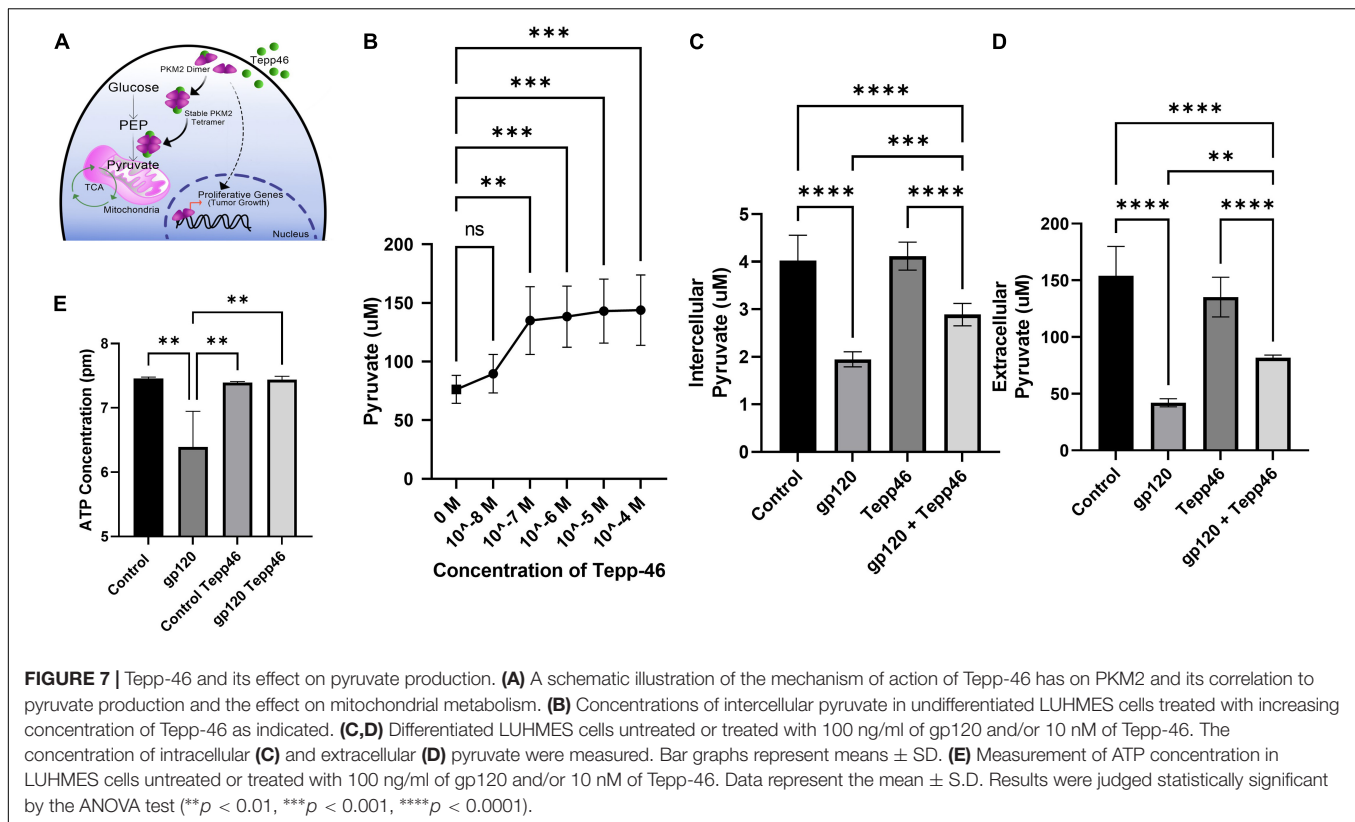 A
Tepp46
PKM2 Dimer
Glucose
Stable PKM2
Tetramer
PEP
Pyruvate
TCA
Mitochondria
Proliferative Genes
(Tumor Growth)
Nucleus
B
***
***
***
**
ns
Pyruvate (uM)
200
150
100
50
0
0 M
10^-8 M
10^-7 M
10^-6 M
10^-5 M
10^-4 M
Concentration of Tepp-46
C
****
***
****
****
Intercellular
Pyruvate (uM)
6
5
4
3
2
1
0
Control
gp120
Tepp46
gp120 + Tepp46
D
****
**
****
****
Extracellular
Pyruvate (uM)
200
150
100
50
0
Control
gp120
Tepp46
gp120 + Tepp46
E
**
**
**
ATP Concentration (pm)
8
7
6
5
Control
gp120
Control Tepp46
gp120 Tepp46
FIGURE 7 | Tepp-46 and its effect on pyruvate production. (A) A schematic illustration of the mechanism of action of Tepp-46 has on PKM2 and its correlation to
pyruvate production and the effect on mitochondrial metabolism. (B) Concentrations of intercellular pyruvate in undifferentiated LUHMES cells treated with increasing
concentration of Tepp-46 as indicated. (C,D) Differentiated LUHMES cells untreated or treated with 100 ng/ml of gp120 and/or 10 nM of Tepp-46. The
concentration of intracellular (C) and extracellular (D) pyruvate were measured. Bar graphs represent means ± SD. (E) Measurement of ATP concentration in
LUHMES cells untreated or treated with 100 ng/ml of gp120 and/or 10 nM of Tepp-46. Data represent the mean ± S.D. Results were judged statistically significant
by the ANOVA test (**p < 0.01, ***p < 0.001, ****p < 0.0001).